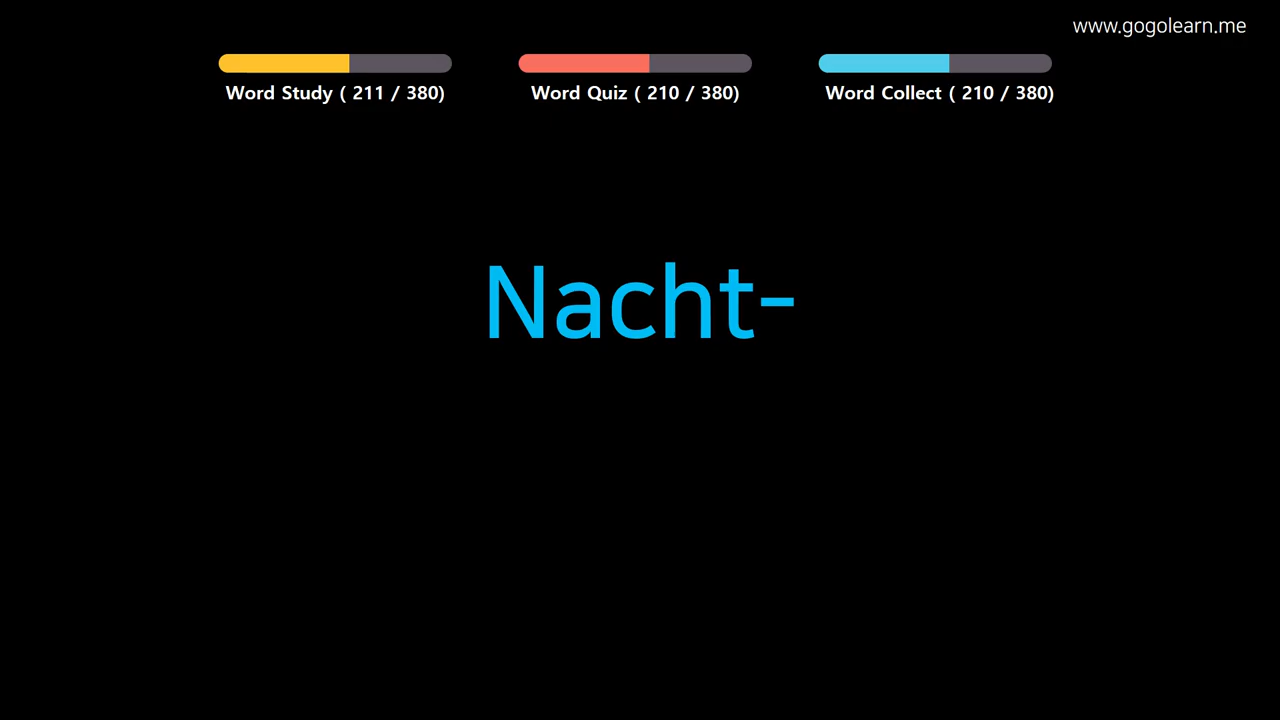 www.gogolearn.me
Word Study ( 211 / 380)
Word Quiz ( 210 / 380)
Word Collect ( 210 / 380)
Nacht-